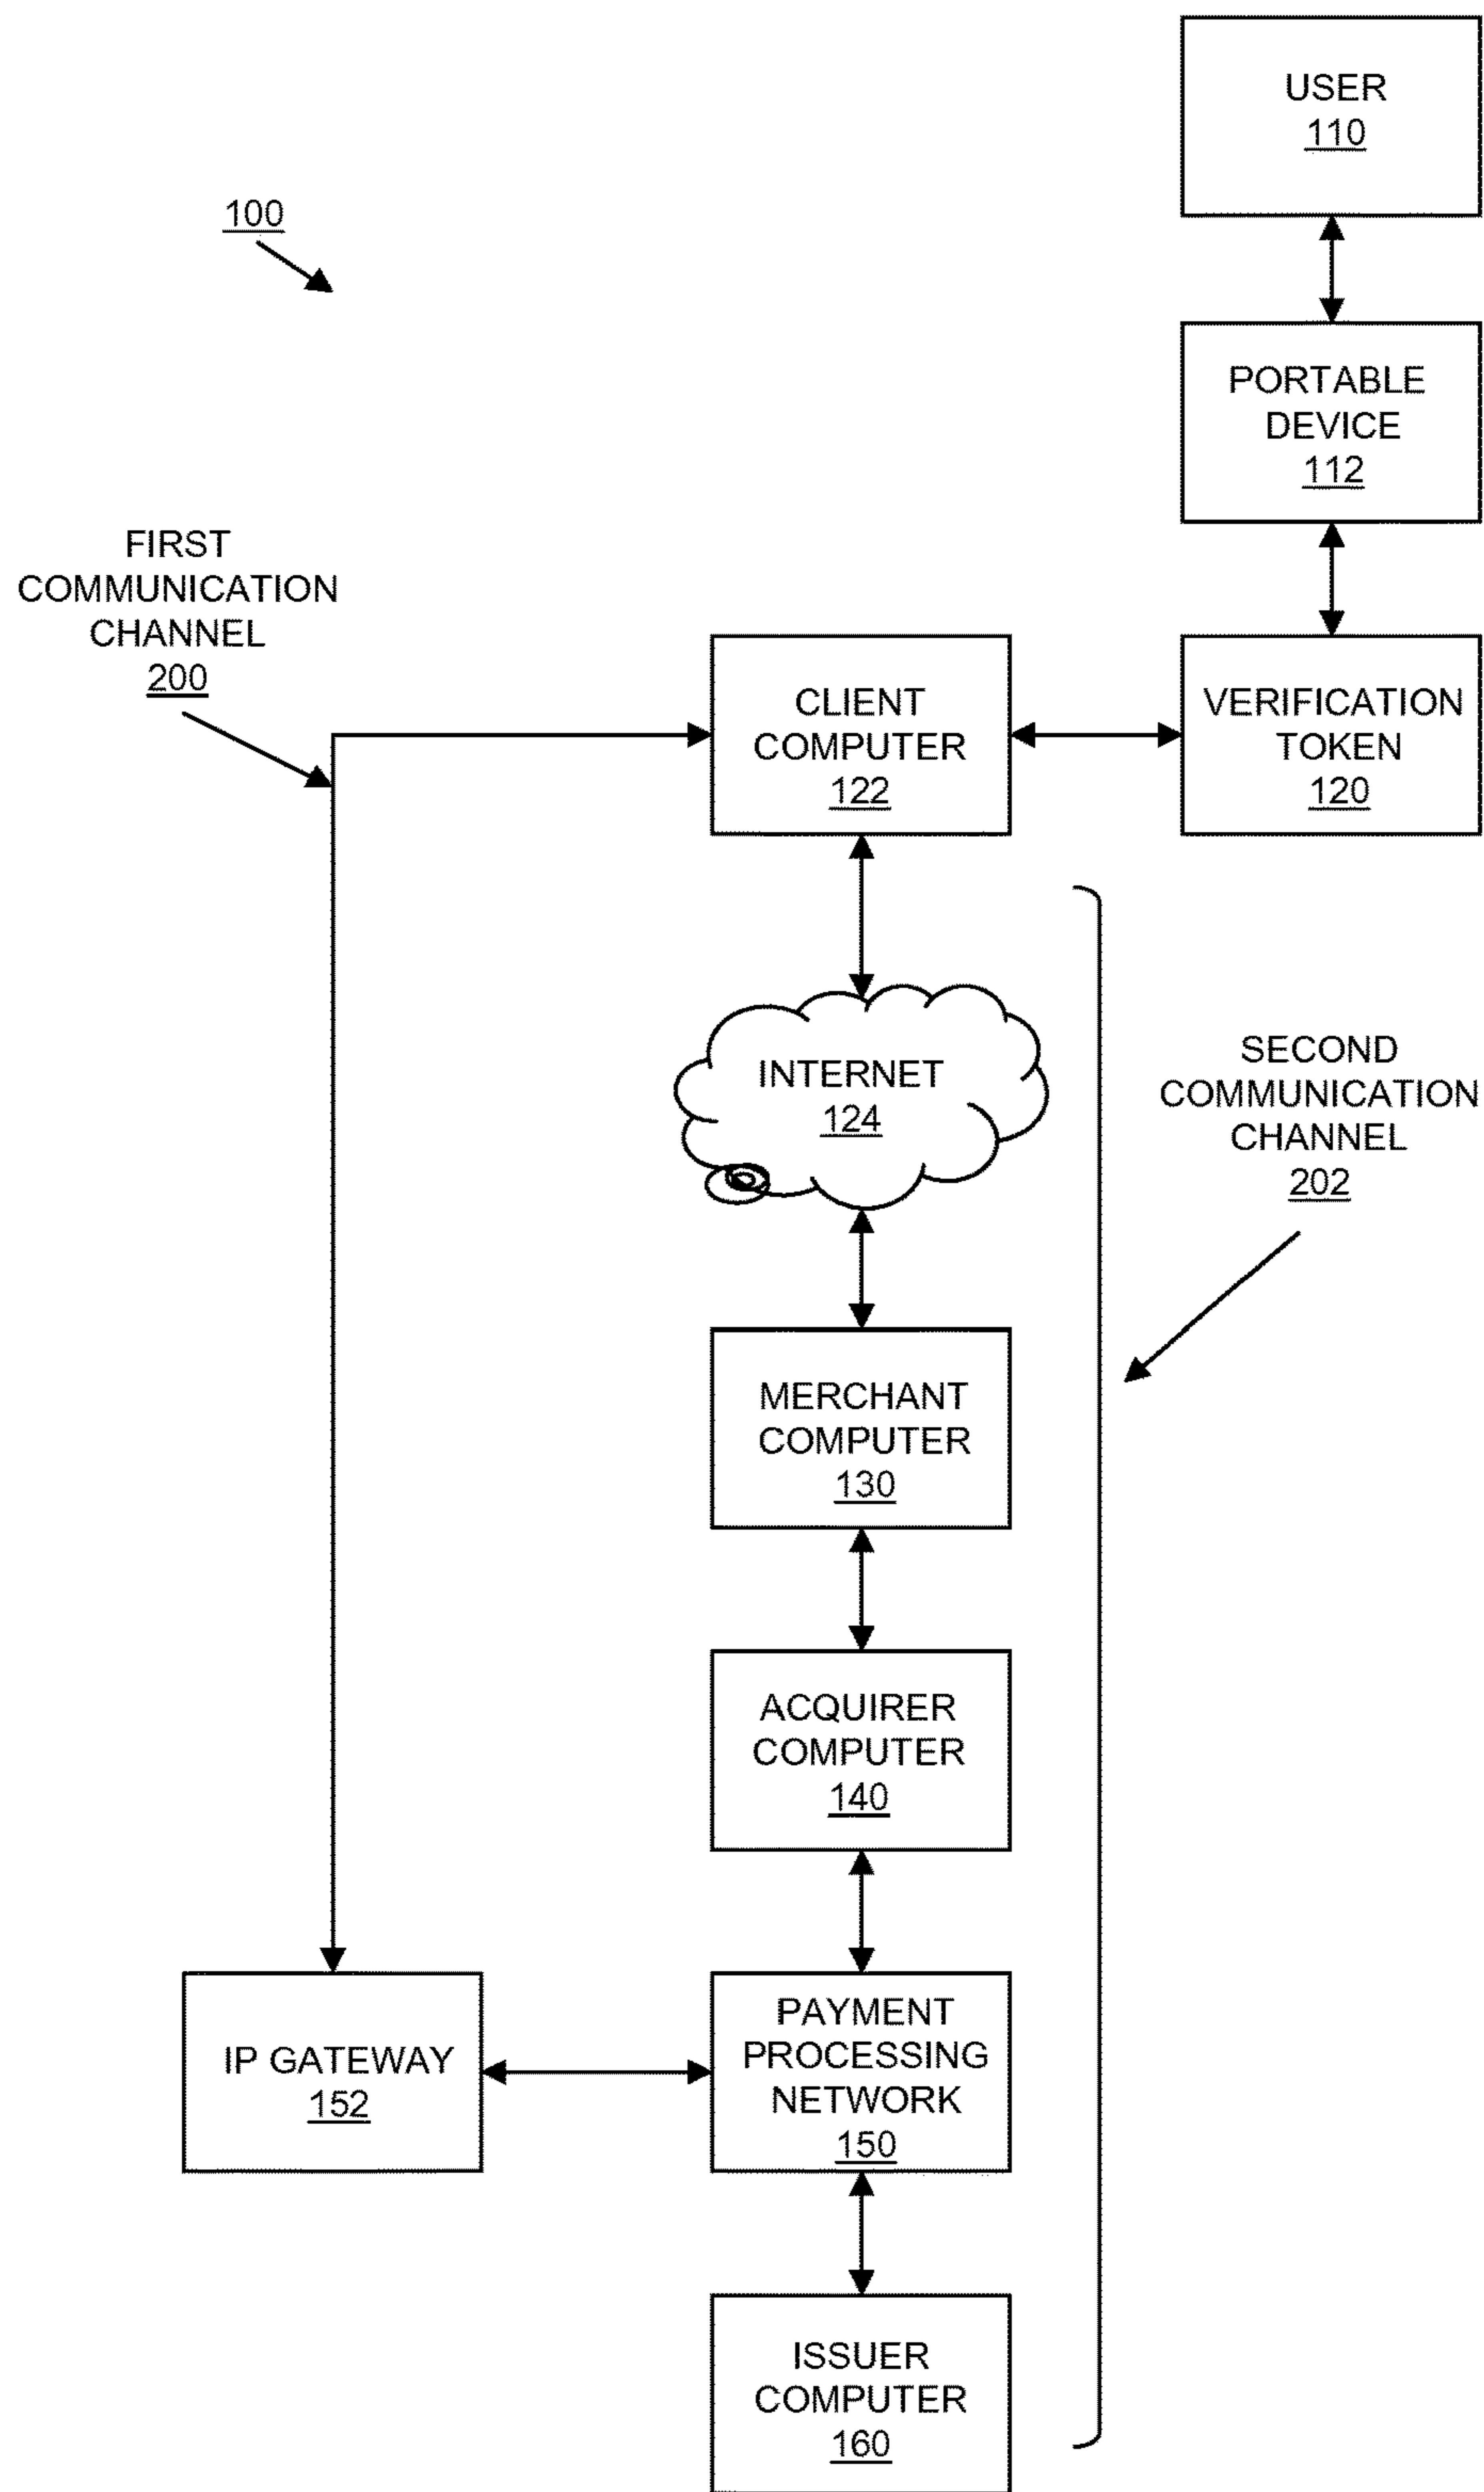 USER
110
100
PORTABLE
DEVICE
112
FIRST
COMMUNICATION
CHANNEL
200
CLIENT
COMPUTER
122
VERIFICATION
TOKEN
120
INTERNET
124
SECOND
COMMUNICATION
CHANNEL
202
MERCHANT
COMPUTER
130
ACQUIRER
COMPUTER
140
IP GATEWAY
152
PAYMENT
PROCESSING
NETWORK
150
ISSUER
COMPUTER
160